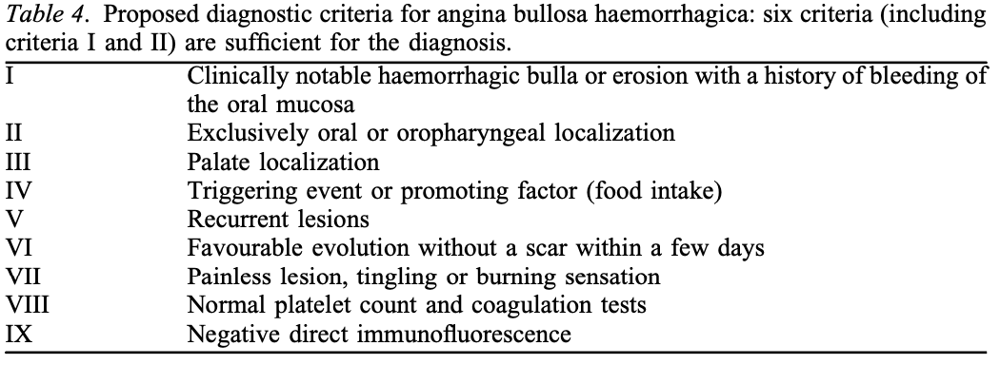 Table 4. Proposed diagnostic criteria for angina bullosa haemorrhagica: six criteria (including
criteria I and II) are sufficient for the diagnosis.
I Clinically notable haemorrhagic bulla or erosion with a history of bleeding of
the oral mucosa
II Exclusively oral or oropharyngeal localization
III Palate localization
IV Triggering event or promoting factor (food intake)
V Recurrent lesions
VI Favourable evolution without a scar within a few days
VII Painless lesion, tingling or burning sensation
VIII Normal platelet count and coagulation tests
IX Negative direct immunofluorescence